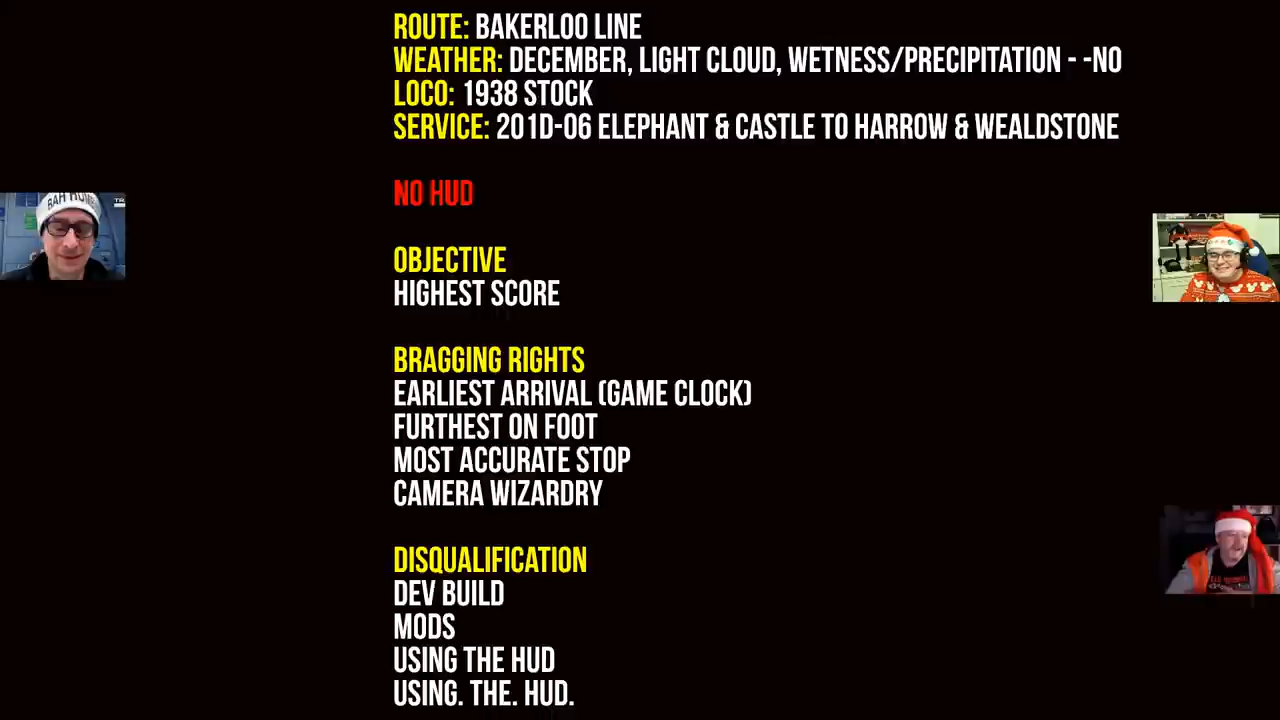 ROUTE: BAKERLOO LINE
WEATHER: DECEMBER, LIGHT CLOUD, WETNESS/PRECIPITATION - -NO
LOCO: 1938 STOCK
SERVICE: 201D-06 ELEPHANT & CASTLE TO HARROW & WEALDSTONE
NO HUD
BAH HUMB
OBJECTIVE
HIGHEST SCORE
BRAGGING RIGHTS
EARLIEST ARRIVAL (GAME CLOCK)
FURTHEST ON FOOT
MOST ACCURATE STOP
CAMERA WIZARDRY
DISQUALIFICATION
DEV BUILD
MODS
USING THE HUD
USING. THE. HUD.